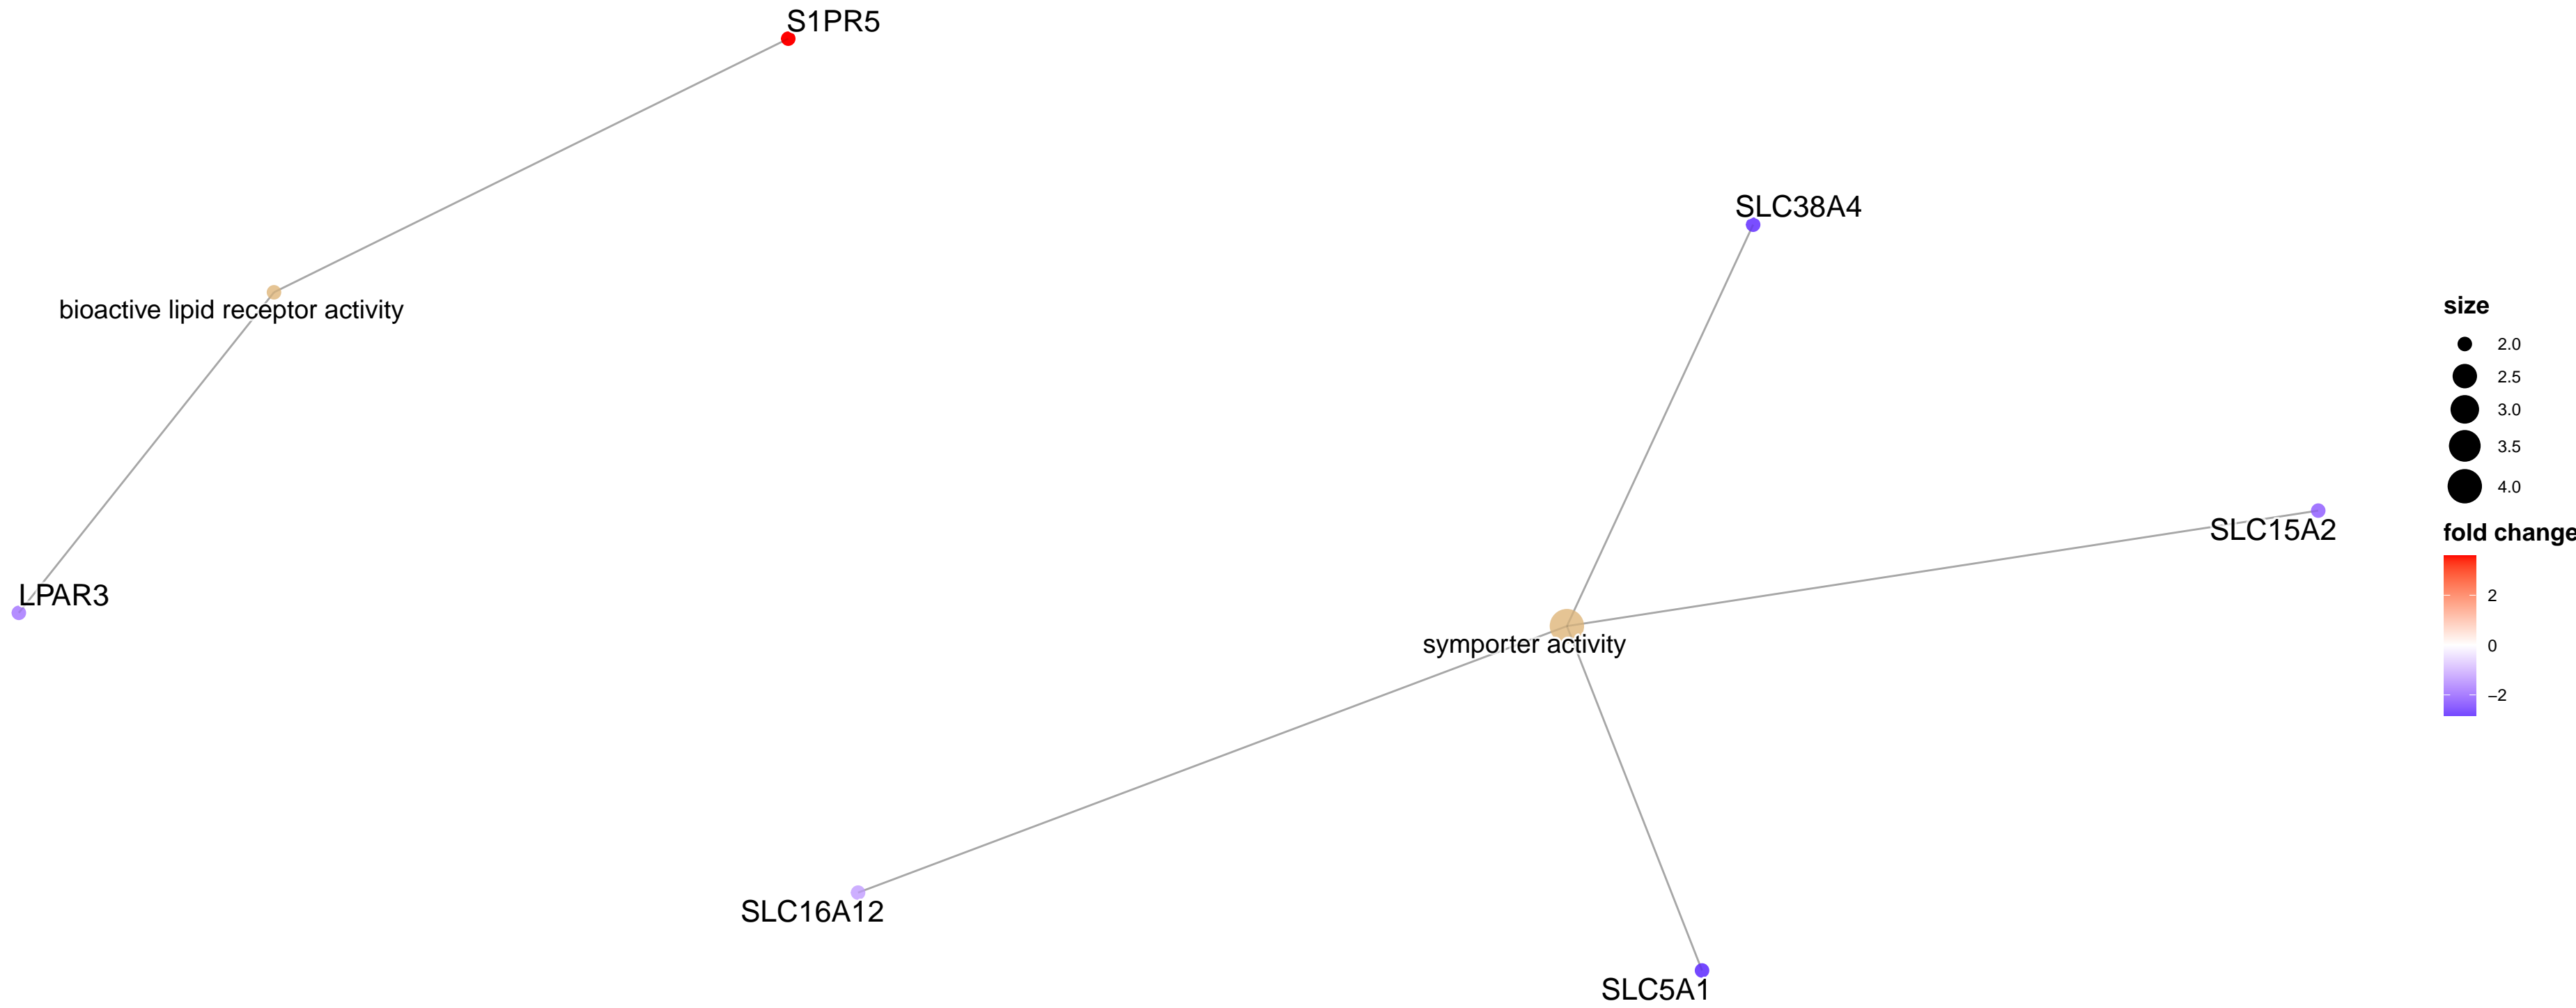 S1PR5
SLC38A4
bioactive lipid receptor activity
size
2.0
2.5
3.0
3.5
4.0
SLC15A2
fold change
LPAR3
2
symporter activity
0
−2
SLC16A12
SLC5A1